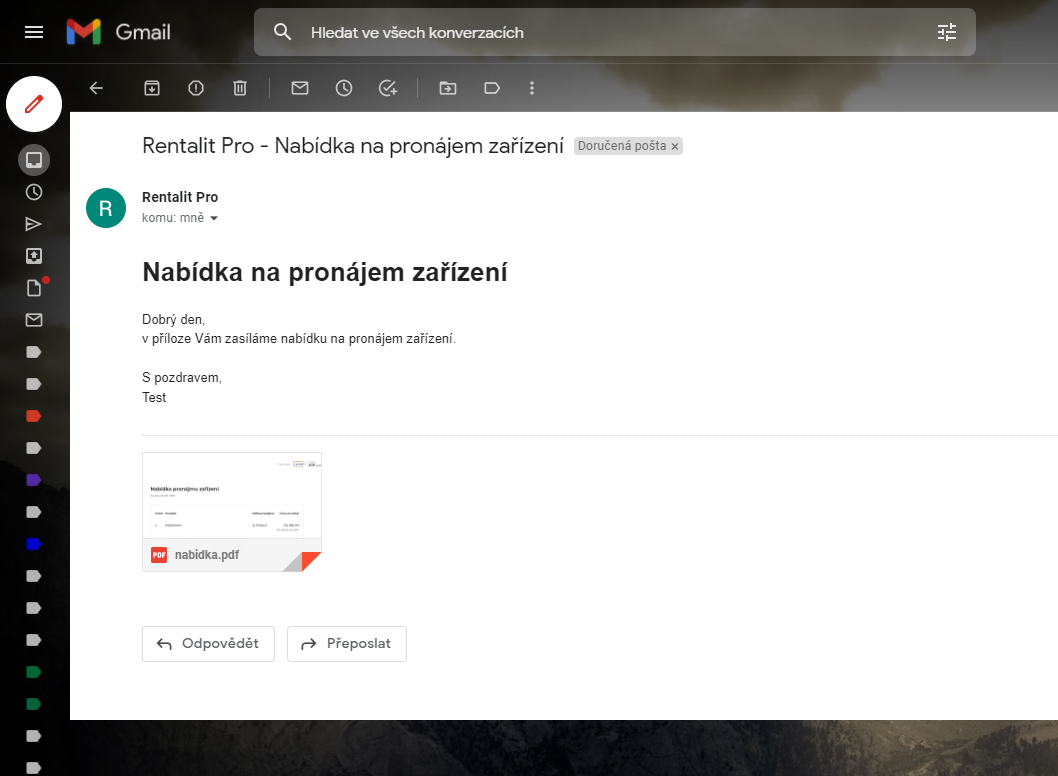 Gmail
Hledat ve všech konverzacích
Rentalit Pro - Nabídka na pronájem zařízení
Doručená pošta ×
R
Rentalit Pro
komu: mně
Nabídka na pronájem zařízení
Dobrý den,
v příloze Vám zasíláme nabídku na pronájem zařízení.
S pozdravem,
Test
Nabídka pronájmu zařízení
PDF
nabidka.pdf
Odpovědět
Přeposlat